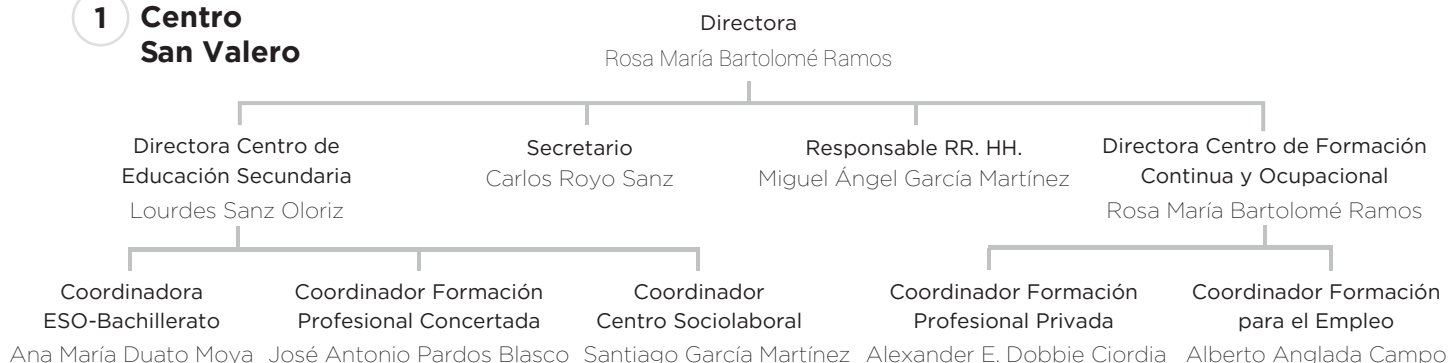 1 Centro
San Valero
Directora
Rosa María Bartolomé Ramos
Directora Centro de
Educación Secundaria
Lourdes Sanz Oloriz
Secretario
Carlos Royo Sanz
Responsable RR. HH.
Miguel Ángel García Martínez
Directora Centro de Formación
Continua y Ocupacional
Rosa María Bartolomé Ramos
Coordinadora
ESO-Bachillerato
Ana María Duato Moya
Coordinador Formación
Profesional Concertada
José Antonio Pardos Blasco
Coordinador
Centro Sociolaboral
Santiago García Martínez
Coordinador Formación
Profesional Privada
Alexander E. Dobbie Ciordia
Coordinador Formación
para el Empleo
Alberto Anglada Campo